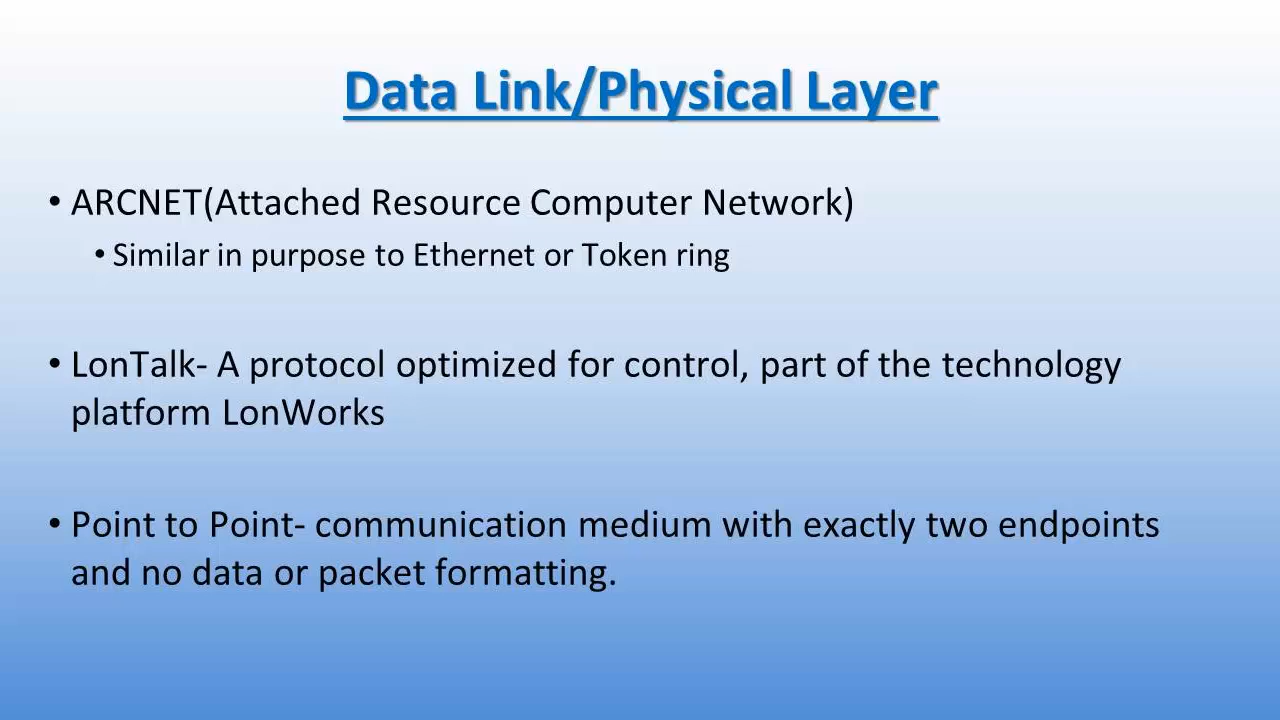 Data Link/Physical Layer
• ARCNET(Attached Resource Computer Network)
• Similar in purpose to Ethernet or Token ring
• LonTalk- A protocol optimized for control, part of the technology
platform LonWorks
• Point to Point- communication medium with exactly two endpoints
and no data or packet formatting.